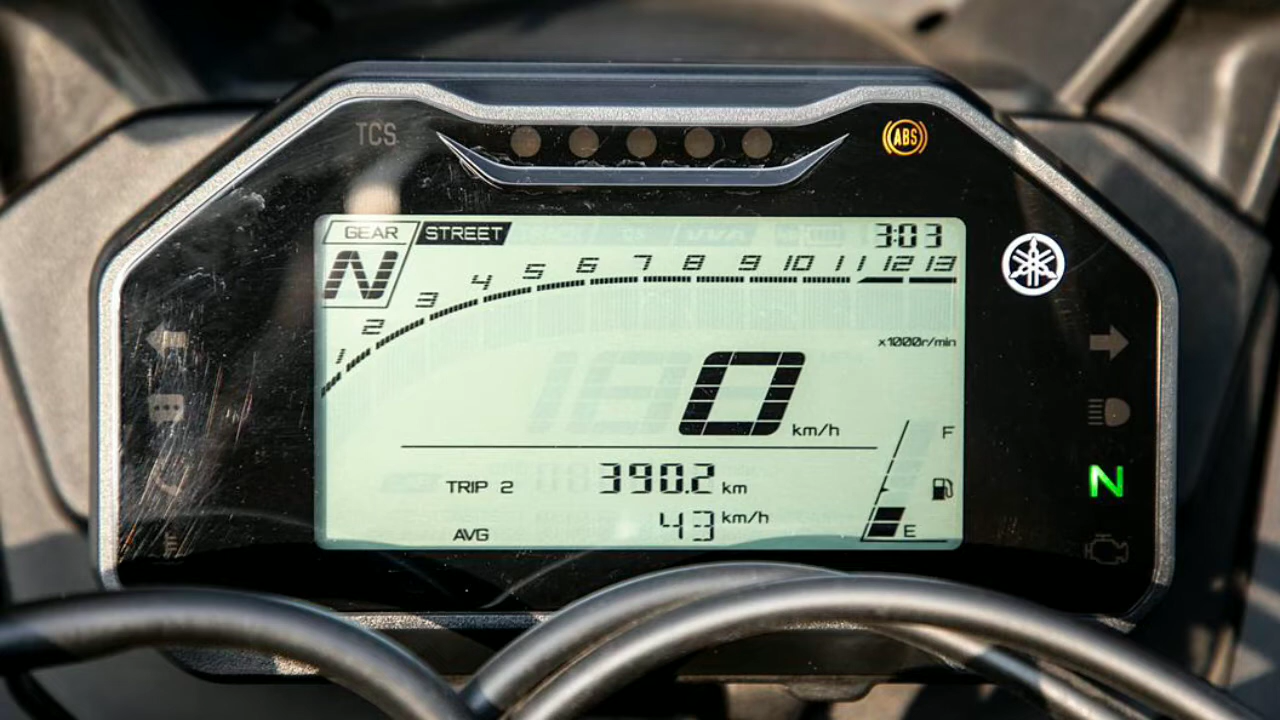 TCS
ABS
GEAR STREET 3:03
N
1 2 3 4 5 6 7 8 9 10 11 12 13
x1000r/min
0 km/h
F
TRIP 2 390.2 km
N
AVG 43 km/h
E